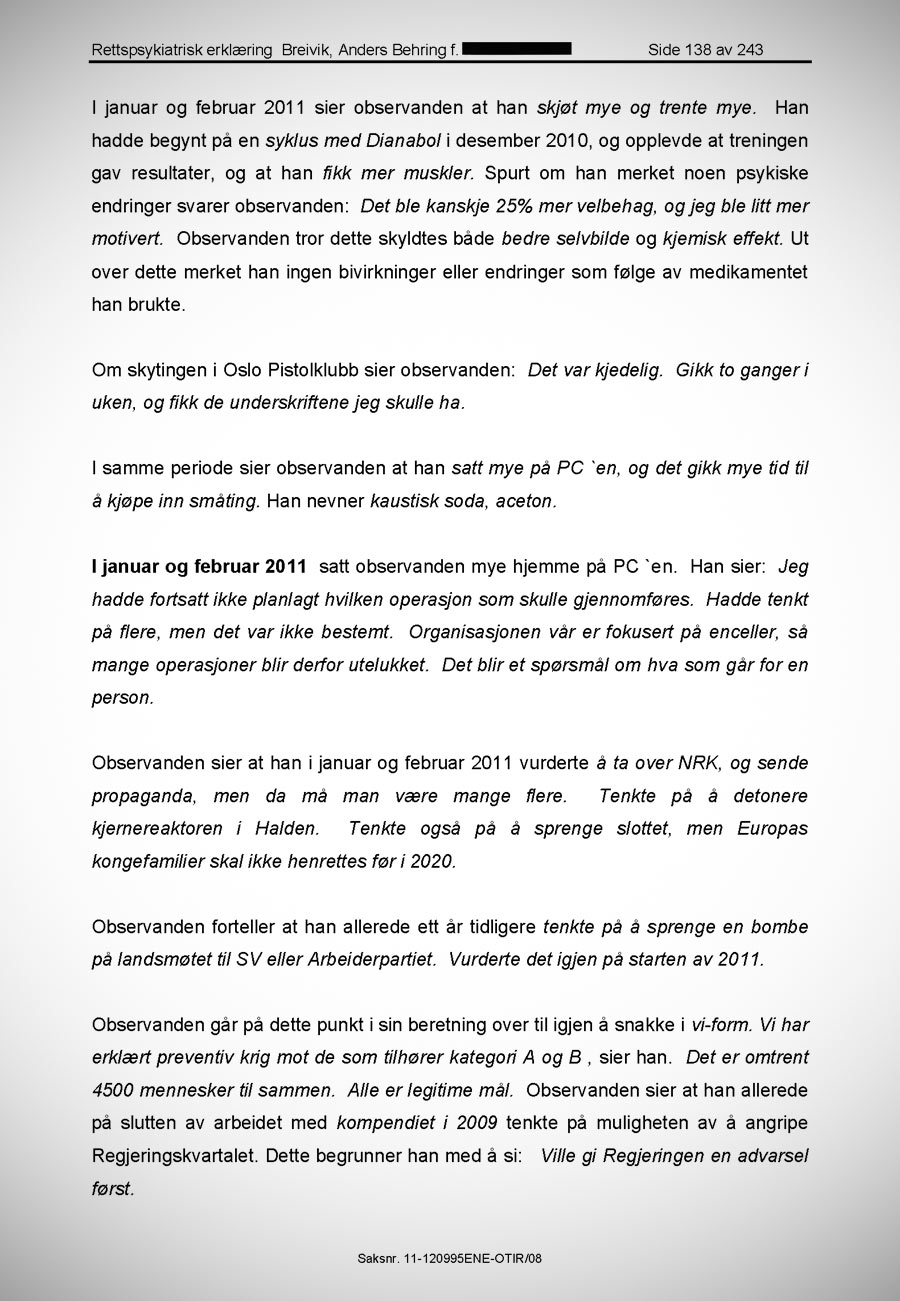 Rettspsykiatrisk erklæring  Breivik, Anders Behring f. Side 138 av 243
I januar og februar 2011 sier observanden at han skjøt mye og trente mye.  Han
hadde begynt på en syklus med Dianabol i desember 2010, og opplevde at treningen
gav resultater, og at han fikk mer muskler. Spurt om han merket noen psykiske
endringer svarer observanden:  Det ble kanskje 25% mer velbehag, og jeg ble litt mer
motivert.  Observanden tror dette skyldtes både bedre selvbilde og kjemisk effekt. Ut
over dette merket han ingen bivirkninger eller endringer som følge av medikamentet
han brukte.
Om skytingen i Oslo Pistolklubb sier observanden:  Det var kjedelig.  Gikk to ganger i
uken, og fikk de underskriftene jeg skulle ha.
I samme periode sier observanden at han satt mye på PC `en, og det gikk mye tid til
å kjøpe inn småting. Han nevner kaustisk soda, aceton.
I januar og februar 2011  satt observanden mye hjemme på PC `en.  Han sier:  Jeg
hadde fortsatt ikke planlagt hvilken operasjon som skulle gjennomføres.  Hadde tenkt
på flere, men det var ikke bestemt.  Organisasjonen vår er fokusert på enceller, så
mange operasjoner blir derfor utelukket.  Det blir et spørsmål om hva som går for en
person.
Observanden sier at han i januar og februar 2011 vurderte å ta over NRK, og sende
propaganda, men da må man være mange flere.  Tenkte på å detonere
kjernereaktoren i Halden.  Tenkte også på å sprenge slottet, men Europas
kongefamilier skal ikke henrettes før i 2020.
Observanden forteller at han allerede ett år tidligere tenkte på å sprenge en bombe
på landsmøtet til SV eller Arbeiderpartiet.  Vurderte det igjen på starten av 2011.
Observanden går på dette punkt i sin beretning over til igjen å snakke i vi-form. Vi har
erklært preventiv krig mot de som tilhører kategori A og B , sier han.  Det er omtrent
4500 mennesker til sammen.  Alle er legitime mål.  Observanden sier at han allerede
på slutten av arbeidet med kompendiet i 2009 tenkte på muligheten av å angripe
Regjeringskvartalet. Dette begrunner han med å si:   Ville gi Regjeringen en advarsel
først.
Saksnr. 11-120995ENE-OTIR/08